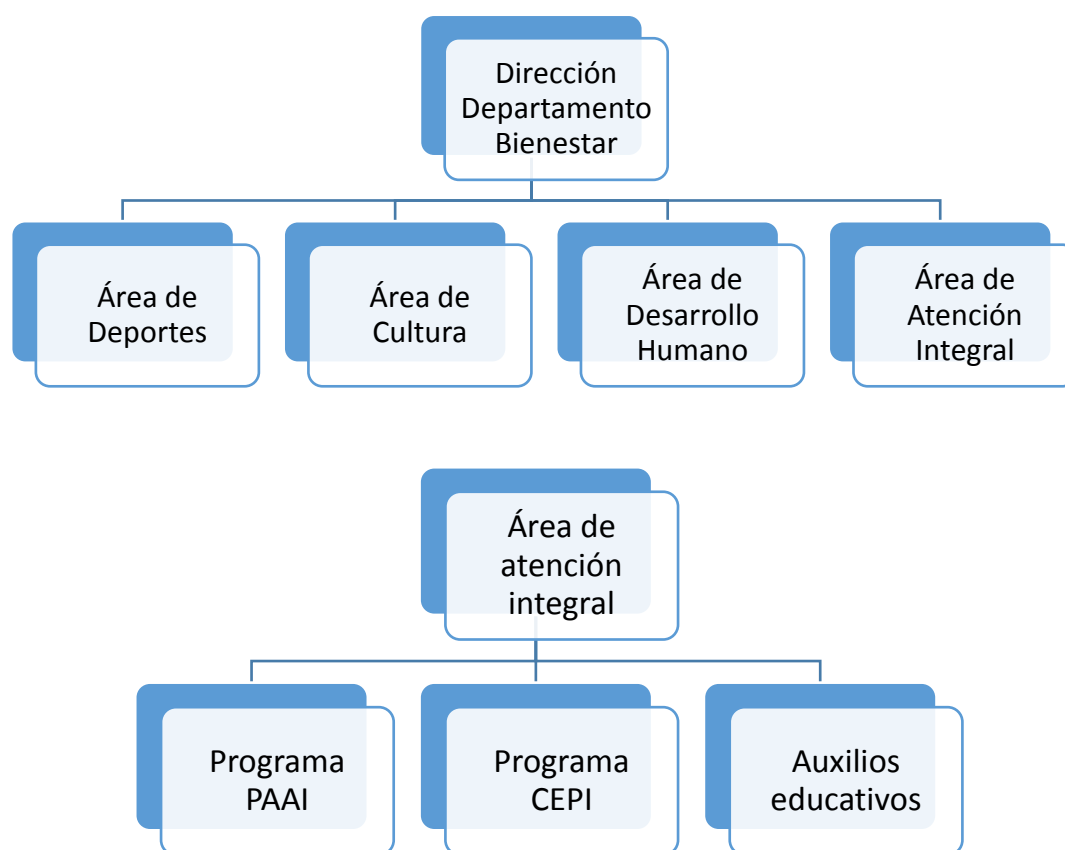 Dirección
Departamento
Bienestar
Área de
Deportes
Área de
Cultura
Área de
Desarrollo
Humano
Área de
Atención
Integral
Área de
atención
integral
Programa
PAAI
Programa
CEPI
Auxilios
educativos